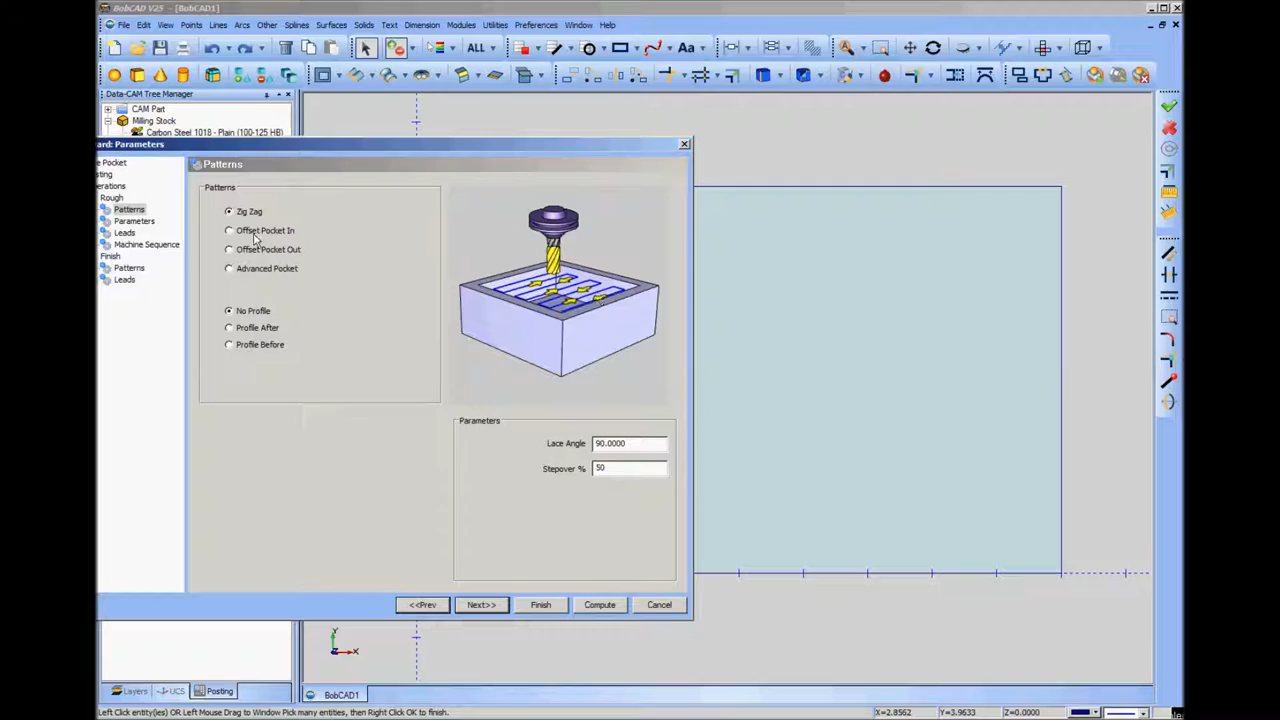 BobCAD V25 - [BobCAD1]
File Edit View Points Lines Arcs Other Splines Surfaces Solids Text Dimension Modules Utilities Preferences Window Help
ALL Aa
Data-CAM Tree Manager
CAM Part
Milling Stock
Carbon Steel 1018 - Plain (100-125 HB)
ard: Parameters
e Pocket
sting
erations
Rough
Patterns
Parameters
Leads
Machine Sequence
Finish
Patterns
Leads
Patterns
Patterns
Zig Zag
Offset Pocket In
Offset Pocket Out
Advanced Pocket
No Profile
Profile After
Profile Before
Parameters
Lace Angle 90.0000
Stepover % 50
<<Prev Next>> Finish Compute Cancel
Y
X
Layers UCS Posting
BobCAD1
Left Click entity(ies) OR Left Mouse Drag to Window Pick many entities, then Right Click OK to finish.
X=2.8562 Y=3.9633 Z=0.0000